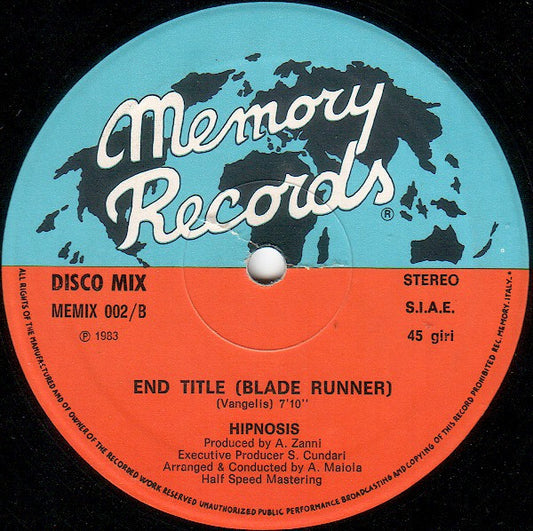 Memory
Records
®
DISCO MIX
MEMIX 002/B
℗ 1983
STEREO
S.I.A.E.
45 giri
END TITLE (BLADE RUNNER)
(Vangelis) 7'10''
HIPNOSIS
Produced by A. Zanni
Executive Producer S. Cundari
Arranged & Conducted by A. Maiola
Half Speed Mastering
ALL RIGHTS OF THE MANUFACTURED AND OF OWNER OF THE RECORDED WORK RESERVED UNAUTHORIZED PUBLIC PERFORMANCE BROADCASTING AND COPYING OF THIS RECORD PROHIBITED REC. MEMORY. ITALY.